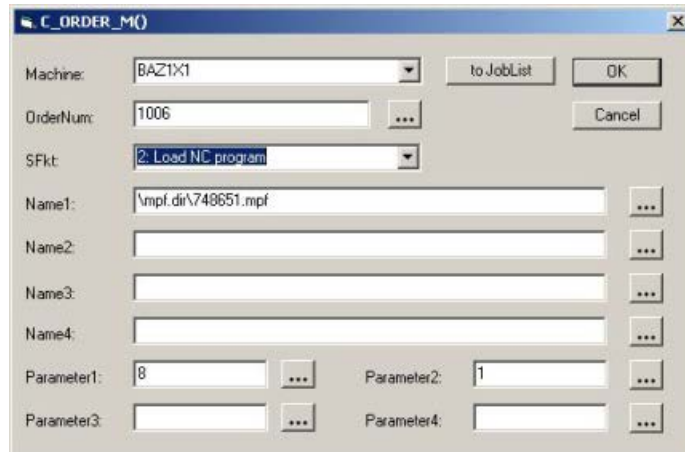 C_ORDER_M()
Machine: BAZ1X1 to JobList OK
OrderNum: 1006 ... Cancel
SFkt: 2: Load NC program
Name1: \mpf.dir\748651.mpf ...
Name2: ...
Name3: ...
Name4: ...
Parameter1: 8 ... Parameter2: 1 ...
Parameter3: ... Parameter4: ...